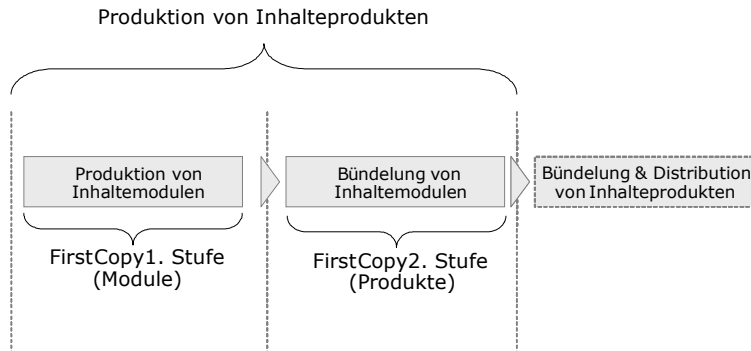 Produktion von Inhalteprodukten
Produktion von
Inhaltemodulen
Bündelung von
Inhaltemodulen
Bündelung & Distribution
von Inhalteprodukten
FirstCopy1. Stufe
(Module)
FirstCopy2. Stufe
(Produkte)